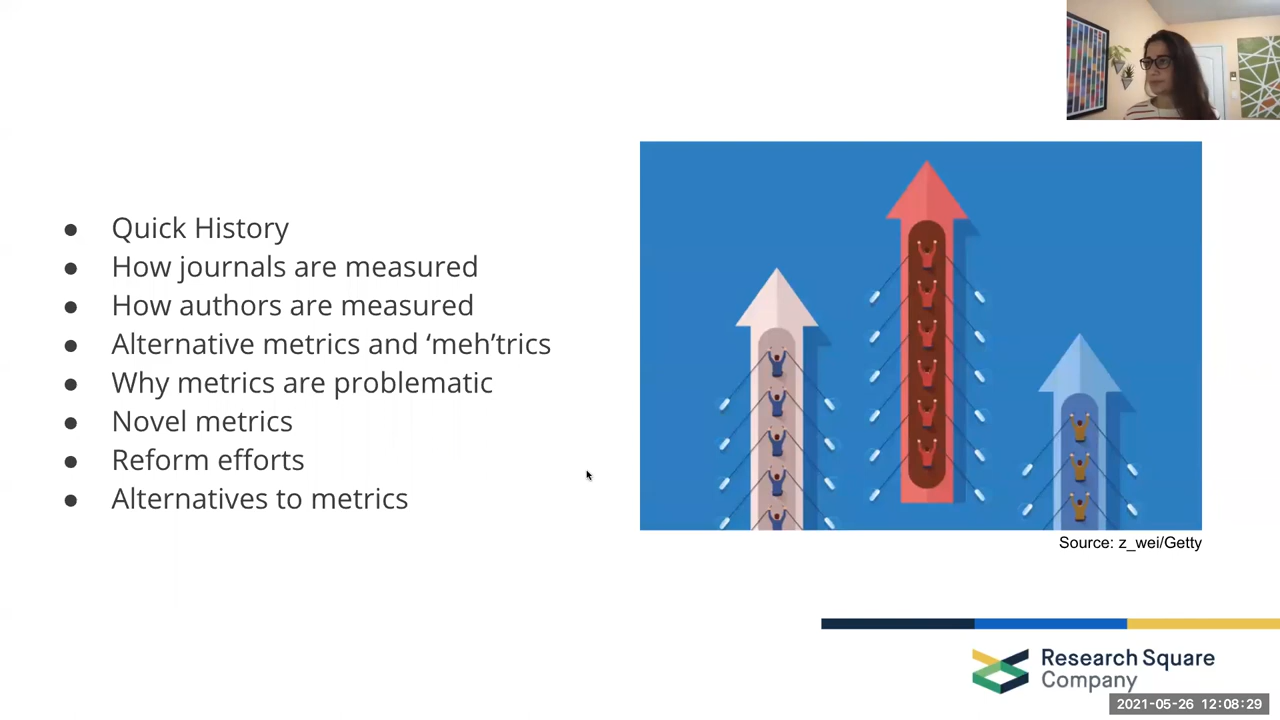 Quick History
How journals are measured
How authors are measured
Alternative metrics and ‘meh’trics
Why metrics are problematic
Novel metrics
Reform efforts
Alternatives to metrics
Source: z_wei/Getty
Research Square
Company
2021-05-26 12:08:29